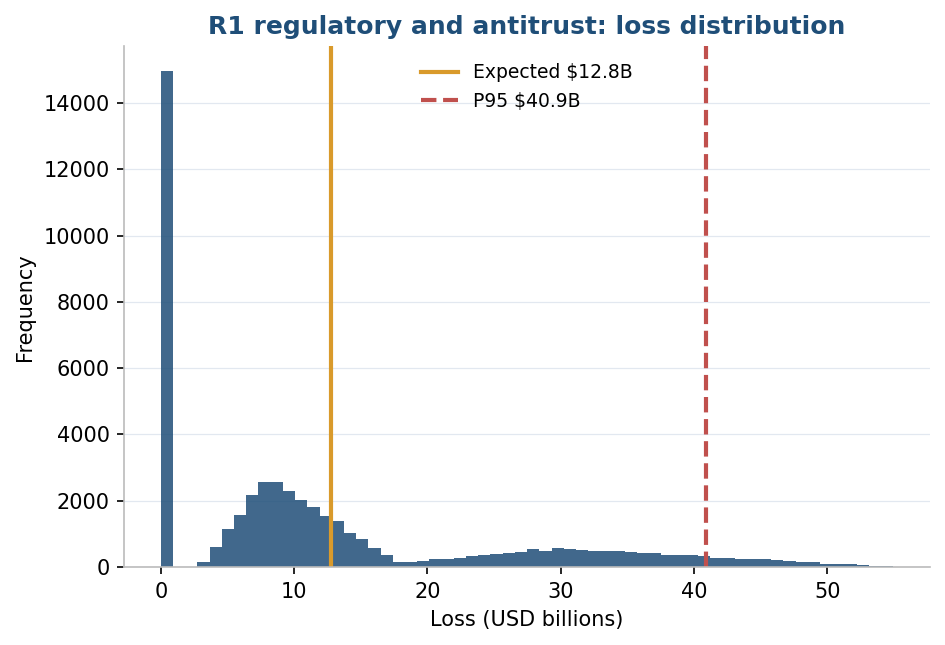 R1 regulatory and antitrust: loss distribution
Expected $12.8B
P95 $40.9B
Frequency
14000
12000
10000
8000
6000
4000
2000
0
0 10 20 30 40 50
Loss (USD billions)